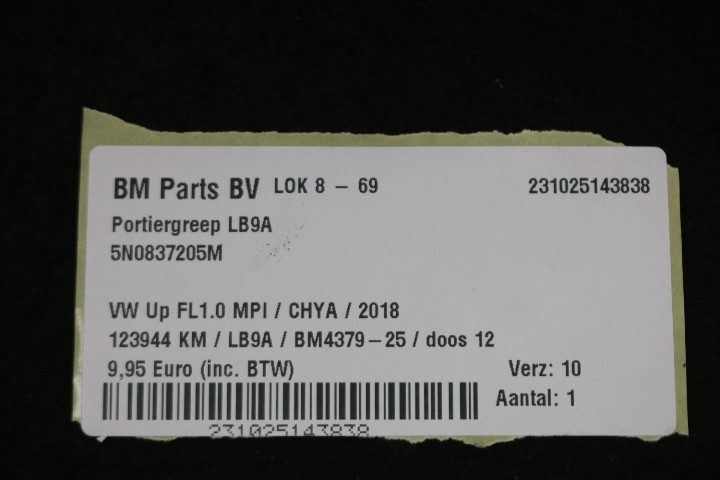 BM Parts BV LOK 8 - 69 231025143838
Portiergreep LB9A
5N0837205M
VW Up FL1.0 MPI / CHYA / 2018
123944 KM / LB9A / BM4379-25 / doos 12
9,95 Euro (inc. BTW) Verz: 10
Aantal: 1
231025143838